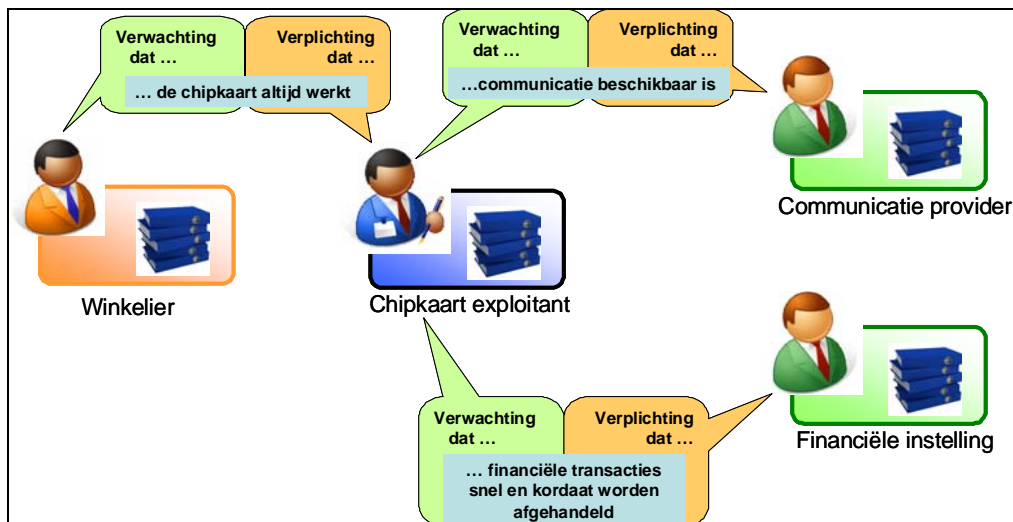 Verwachting
dat …
Verplichting
dat …
… de chipkaart altijd werkt
Verwachting
dat …
Verplichting
dat …
…communicatie beschikbaar is
Winkelier
Chipkaart exploitant
Communicatie provider
Verwachting
dat …
Verplichting
dat …
… financiële transacties
snel en kordaat worden
afgehandeld
Financiële instelling